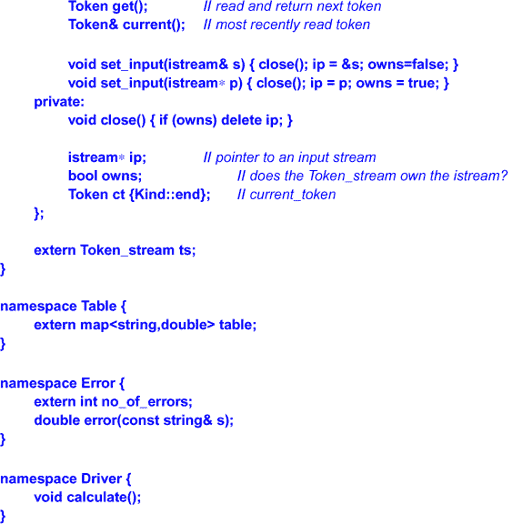 Token get(); // read and return next token
Token& current(); // most recently read token
void set_input(istream& s) { close(); ip = &s; owns=false; }
void set_input(istream* p) { close(); ip = p; owns = true; }
private:
void close() { if (owns) delete ip; }
istream* ip; // pointer to an input stream
bool owns; // does the Token_stream own the istream?
Token ct {Kind::end}; // current_token
};
extern Token_stream ts;
}
namespace Table {
extern map<string,double> table;
}
namespace Error {
extern int no_of_errors;
double error(const string& s);
}
namespace Driver {
void calculate();
}